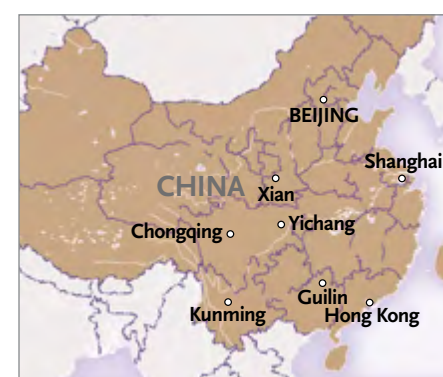 BEIJING
Shanghai
CHINA
Xian
Yichang
Chongqing
Guilin
Kunming
Hong Kong